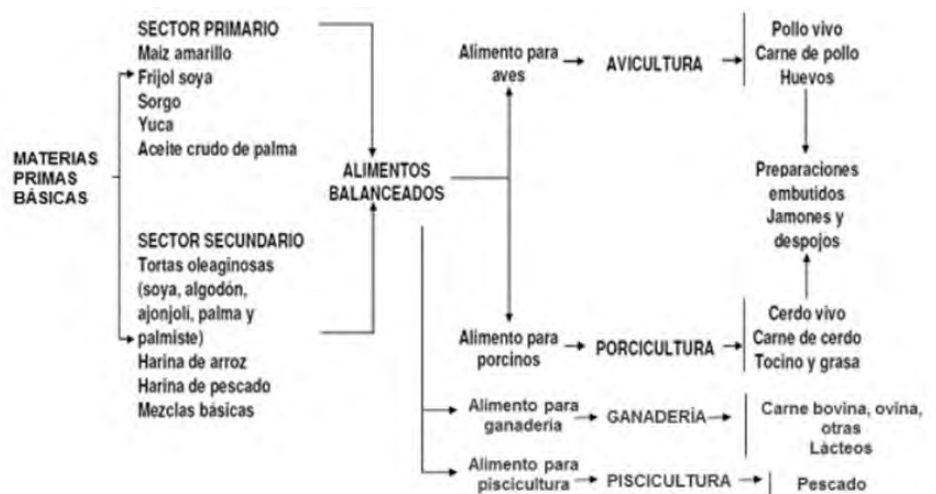 MATERIAS
PRIMAS
BÁSICAS
SECTOR PRIMARIO
Maiz amarillo
Frijol soya
Sorgo
Yuca
Aceite crudo de palma
SECTOR SECUNDARIO
Tortas oleaginosas
(soya, algodón,
ajonjolí, palma y
palmiste)
Harina de arroz
Harina de pescado
Mezclas básicas
ALIMENTOS
BALANCEADOS
Alimento para
aves
AVICULTURA
Pollo vivo
Carne de pollo
Huevos
Preparaciones
embutidos
Jamones y
despojos
Alimento para
porcinos
PORCICULTURA
Cerdo vivo
Carne de cerdo
Tocino y grasa
Alimento para
ganadería
GANADERÍA
Carne bovina, ovina,
otras
Lácteos
Alimento para
piscicultura
PISCICULTURA
Pescado